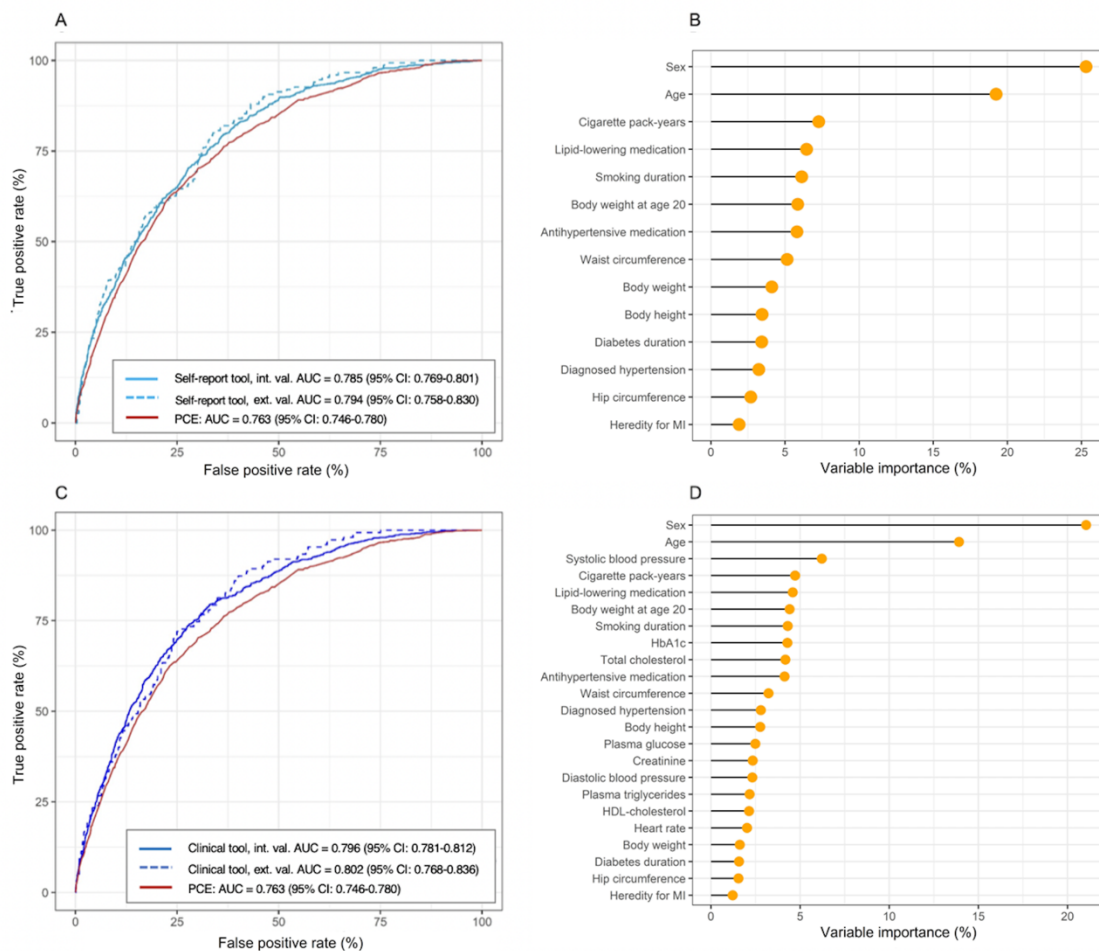 A
100
75
50
25
0
True positive rate (%)
Self-report tool, int. val. AUC = 0.785 (95% CI: 0.769-0.801)
Self-report tool, ext. val. AUC = 0.794 (95% CI: 0.758-0.830)
PCE: AUC = 0.763 (95% CI: 0.746-0.780)
0 25 50 75 100
False positive rate (%)
B
Sex
Age
Cigarette pack-years
Lipid-lowering medication
Smoking duration
Body weight at age 20
Antihypertensive medication
Waist circumference
Body weight
Body height
Diabetes duration
Diagnosed hypertension
Hip circumference
Heredity for MI
0 5 10 15 20 25
Variable importance (%)
C
100
75
50
25
0
True positive rate (%)
Clinical tool, int. val. AUC = 0.796 (95% CI: 0.781-0.812)
Clinical tool, ext. val. AUC = 0.802 (95% CI: 0.768-0.836)
PCE: AUC = 0.763 (95% CI: 0.746-0.780)
0 25 50 75 100
False positive rate (%)
D
Sex
Age
Systolic blood pressure
Cigarette pack-years
Lipid-lowering medication
Body weight at age 20
Smoking duration
HbA1c
Total cholesterol
Antihypertensive medication
Waist circumference
Diagnosed hypertension
Body height
Plasma glucose
Creatinine
Diastolic blood pressure
Plasma triglycerides
HDL-cholesterol
Heart rate
Body weight
Diabetes duration
Hip circumference
Heredity for MI
0 5 10 15 20
Variable importance (%)